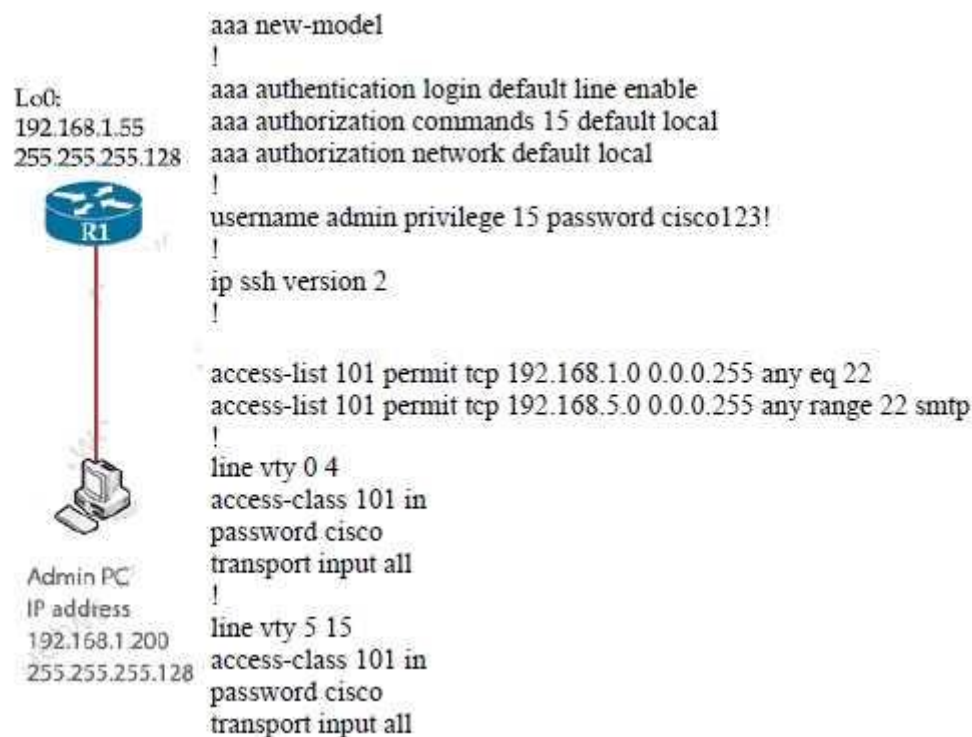 aaa new-model
!
aaa authentication login default line enable
aaa authorization commands 15 default local
aaa authorization network default local
!
username admin privilege 15 password cisco123!
!
ip ssh version 2
!
access-list 101 permit tcp 192.168.1.0 0.0.0.255 any eq 22
access-list 101 permit tcp 192.168.5.0 0.0.0.255 any range 22 smtp
!
line vty 0 4
access-class 101 in
password cisco
transport input all
!
line vty 5 15
access-class 101 in
password cisco
transport input all
Lo0:
192.168.1.55
255.255.255.128
R1
Admin PC
IP address
192.168.1.200
255.255.255.128